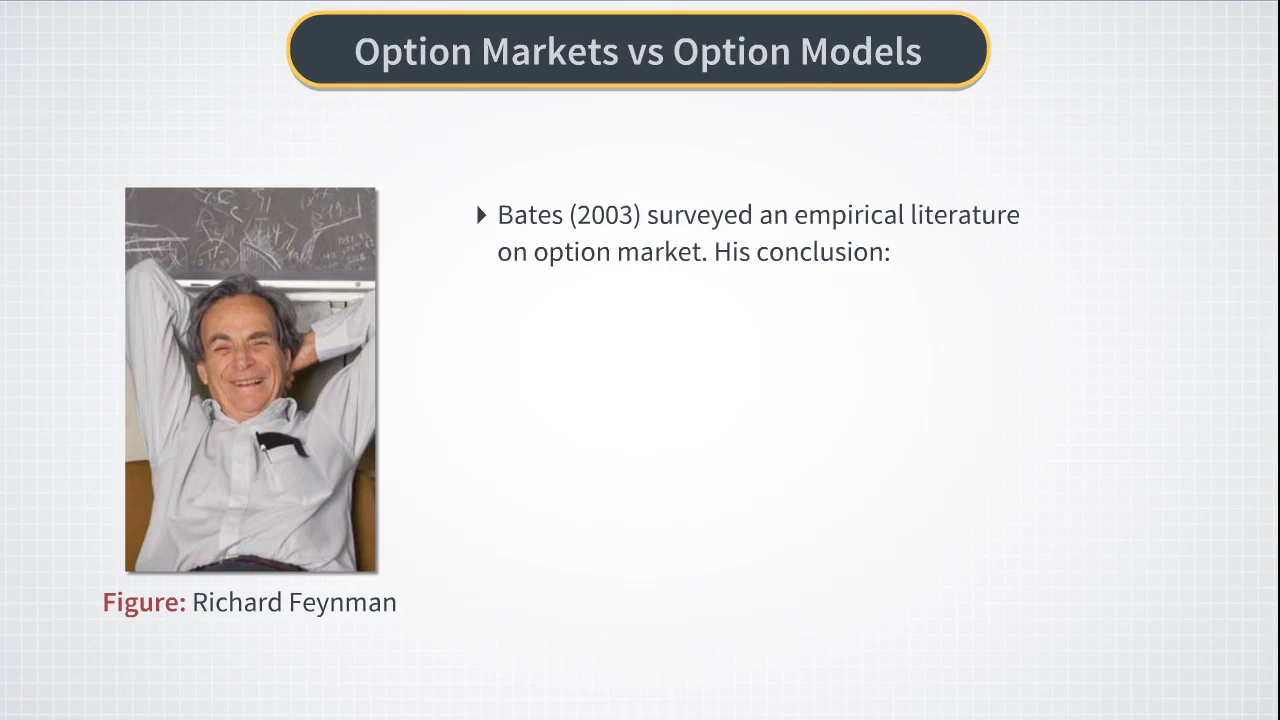 Option Markets vs Option Models
Bates (2003) surveyed an empirical literature
on option market. His conclusion:
Figure: Richard Feynman